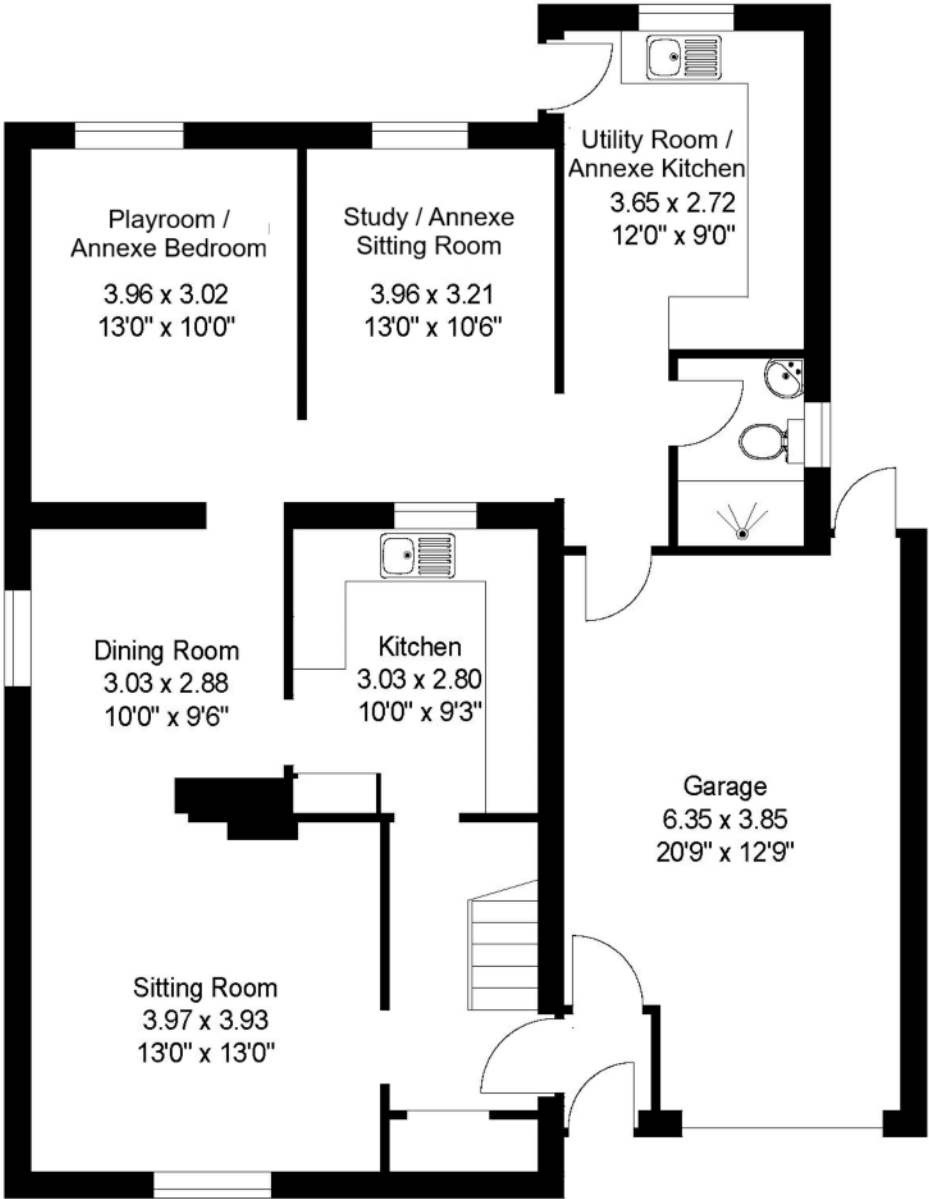 Utility Room /
Annexe Kitchen
3.65 x 2.72
12'0" x 9'0"
Playroom /
Annexe Bedroom
3.96 x 3.02
13'0" x 10'0"
Study / Annexe
Sitting Room
3.96 x 3.21
13'0" x 10'6"
Dining Room
3.03 x 2.88
10'0" x 9'6"
Kitchen
3.03 x 2.80
10'0" x 9'3"
Garage
6.35 x 3.85
20'9" x 12'9"
Sitting Room
3.97 x 3.93
13'0" x 13'0"